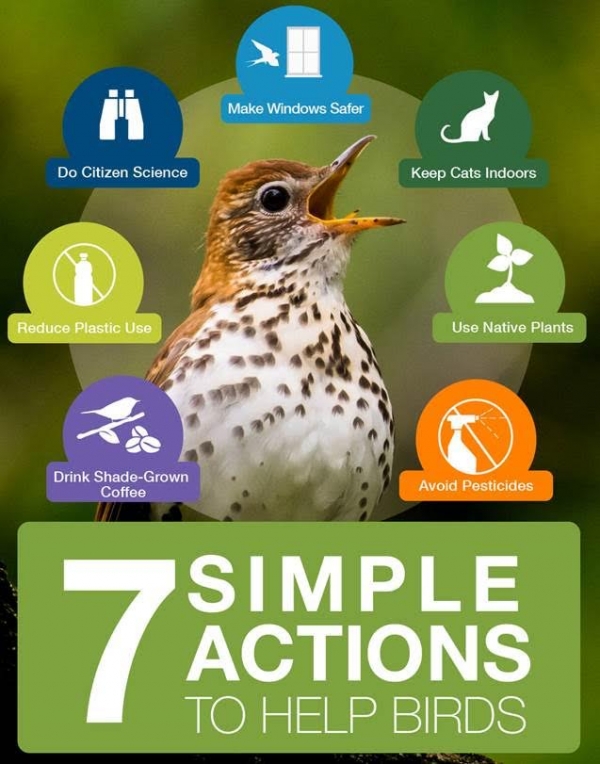 Make Windows Safer
Do Citizen Science
Keep Cats Indoors
Reduce Plastic Use
Use Native Plants
Drink Shade-Grown
Coffee
Avoid Pesticides
7 SIMPLE
ACTIONS
TO HELP BIRDS